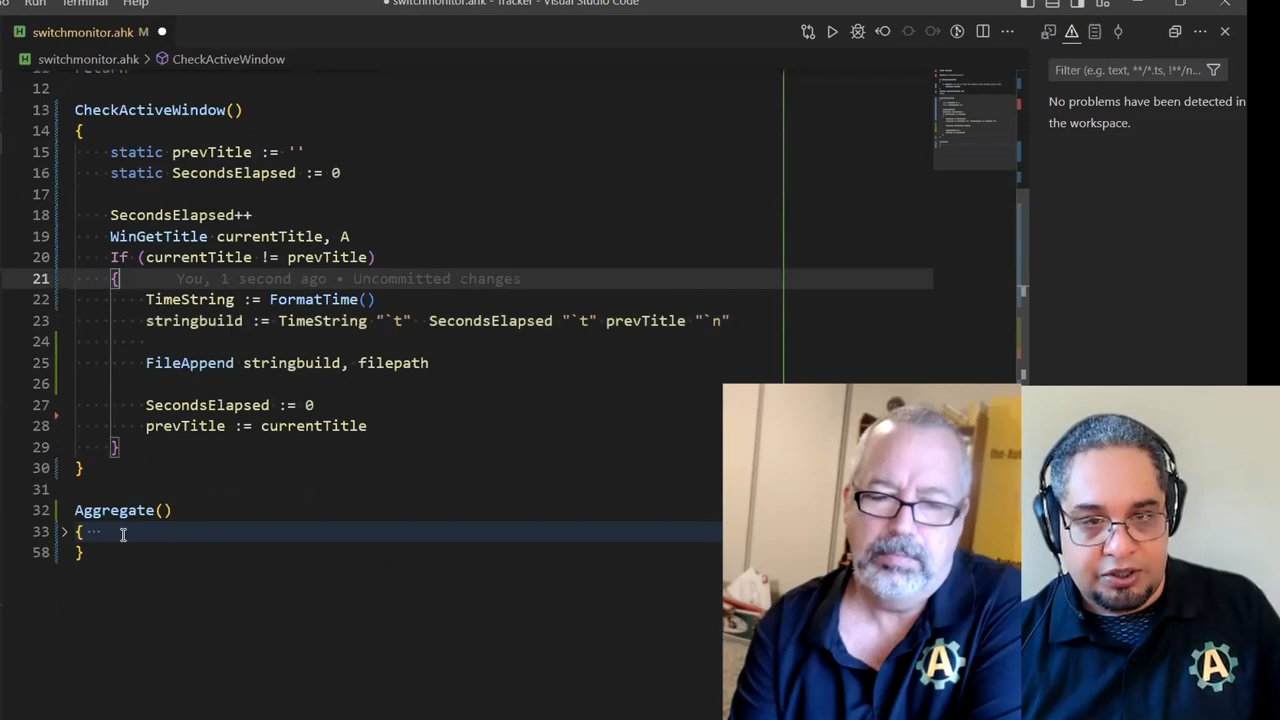 Run Terminal Help
switchmonitor.ahk - Tracker - Visual Studio Code
switchmonitor.ahk M
switchmonitor.ahk > CheckActiveWindow
11 return
12
13 CheckActiveWindow()
14 {
15 static prevTitle := ''
16 static SecondsElapsed := 0
17
18 SecondsElapsed++
19 WinGetTitle currentTitle, A
20 If (currentTitle != prevTitle)
21 { You, 1 second ago • Uncommitted changes
22 TimeString := FormatTime()
23 stringbuild := TimeString "`t" SecondsElapsed "`t" prevTitle "`n"
24
25 FileAppend stringbuild, filepath
26
27 SecondsElapsed := 0
28 prevTitle := currentTitle
29 }
30 }
31
32 Aggregate()
33 { ···
58 }
Filter (e.g. text, **/*.ts, !**/n...
No problems have been detected in
the workspace.
the-Auto
A
A